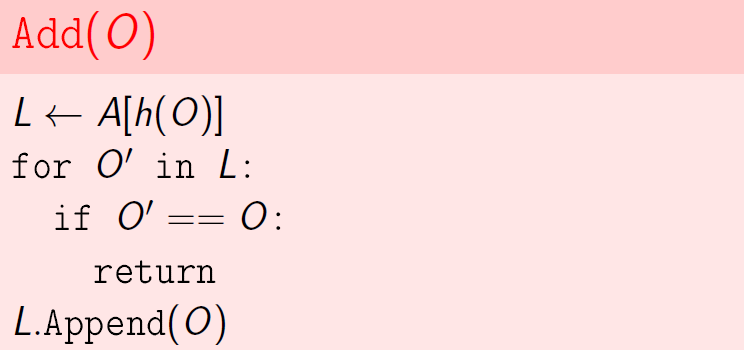 Add(O)
L ← A[h(O)]
for O′ in L:
if O′ == O:
return
L.Append(O)